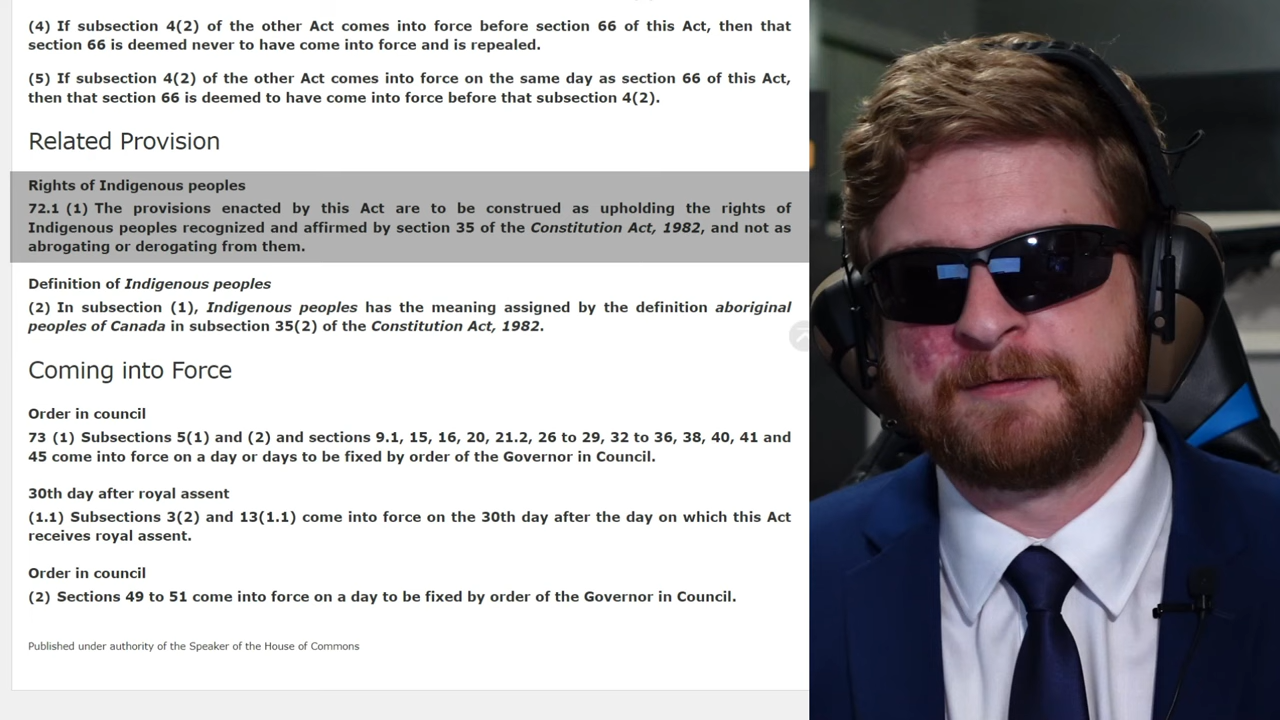 (4) If subsection 4(2) of the other Act comes into force before section 66 of this Act, then that
section 66 is deemed never to have come into force and is repealed.
(5) If subsection 4(2) of the other Act comes into force on the same day as section 66 of this Act,
then that section 66 is deemed to have come into force before that subsection 4(2).
Related Provision
Rights of Indigenous peoples
72.1 (1) The provisions enacted by this Act are to be construed as upholding the rights of
Indigenous peoples recognized and affirmed by section 35 of the Constitution Act, 1982, and not as
abrogating or derogating from them.
Definition of Indigenous peoples
(2) In subsection (1), Indigenous peoples has the meaning assigned by the definition aboriginal
peoples of Canada in subsection 35(2) of the Constitution Act, 1982.
Coming into Force
Order in council
73 (1) Subsections 5(1) and (2) and sections 9.1, 15, 16, 20, 21.2, 26 to 29, 32 to 36, 38, 40, 41 and
45 come into force on a day or days to be fixed by order of the Governor in Council.
30th day after royal assent
(1.1) Subsections 3(2) and 13(1.1) come into force on the 30th day after the day on which this Act
receives royal assent.
Order in council
(2) Sections 49 to 51 come into force on a day to be fixed by order of the Governor in Council.
Published under authority of the Speaker of the House of Commons